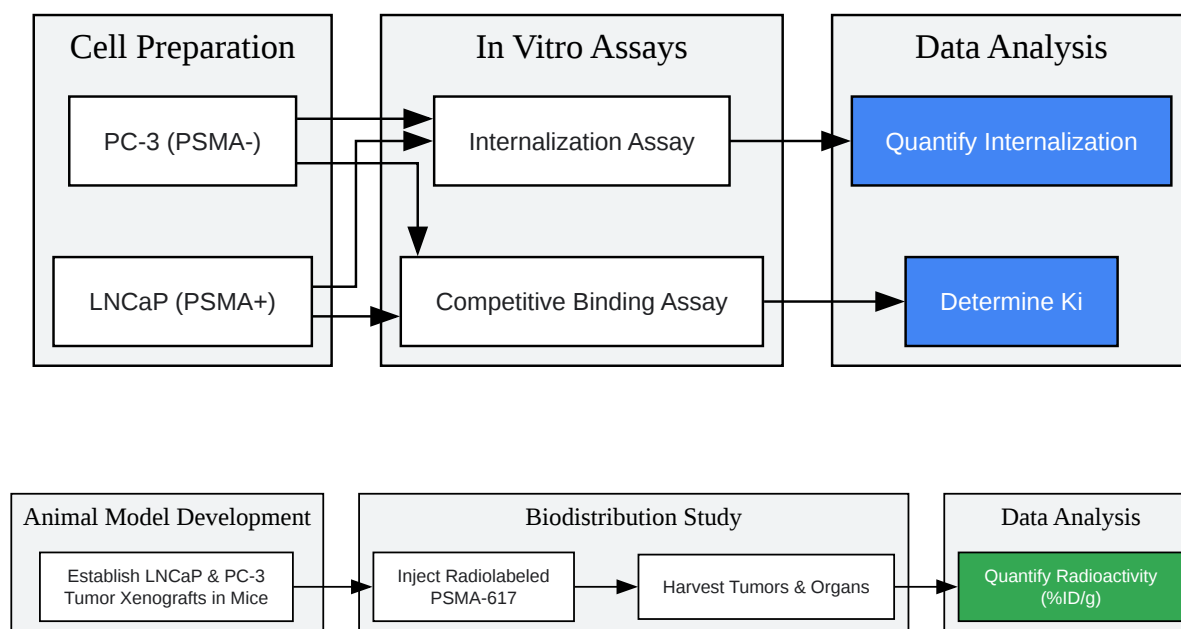 Cell Preparation
In Vitro Assays
Data Analysis
PC-3 (PSMA-)
Internalization Assay
Quantify Internalization
LNCaP (PSMA+)
Competitive Binding Assay
Determine Ki
Animal Model Development
Biodistribution Study
Data Analysis
Establish LNCaP & PC-3
Tumor Xenografts in Mice
Inject Radiolabeled
PSMA-617
Harvest Tumors & Organs
Quantify Radioactivity
(%ID/g)